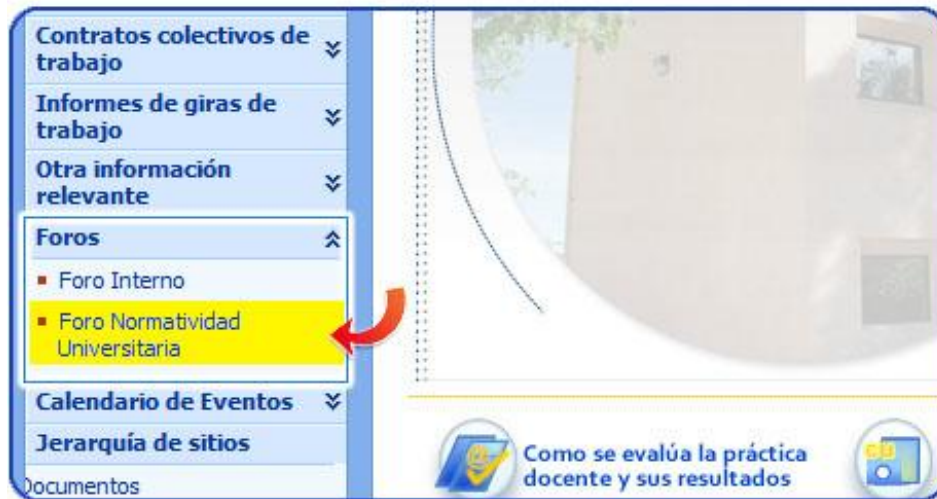 Contratos colectivos de
trabajo
Informes de giras de
trabajo
Otra información
relevante
Foros
Foro Interno
Foro Normatividad
Universitaria
Calendario de Eventos
Jerarquía de sitios
Documentos
Como se evalúa la práctica
docente y sus resultados